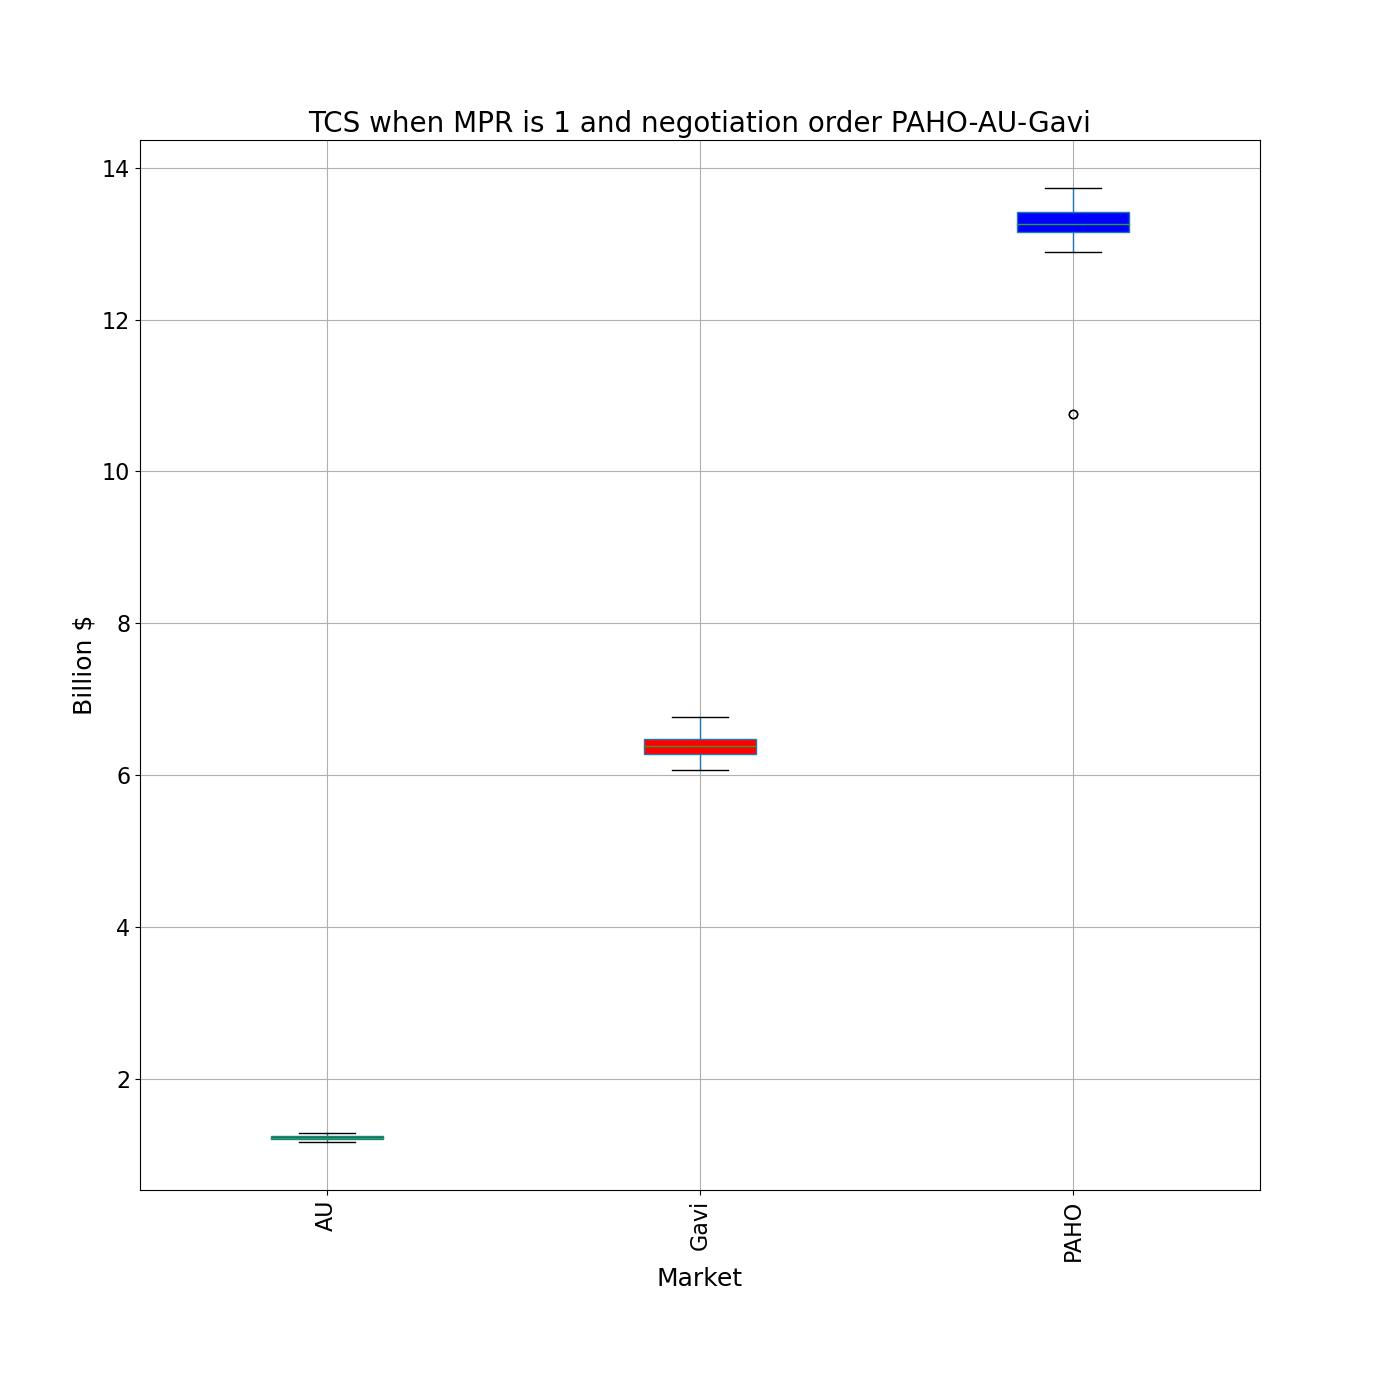 TCS when MPR is 1 and negotiation order PAHO-AU-Gavi
14
12
10
8
6
4
2
Billion $
AU
Gavi
PAHO
Market